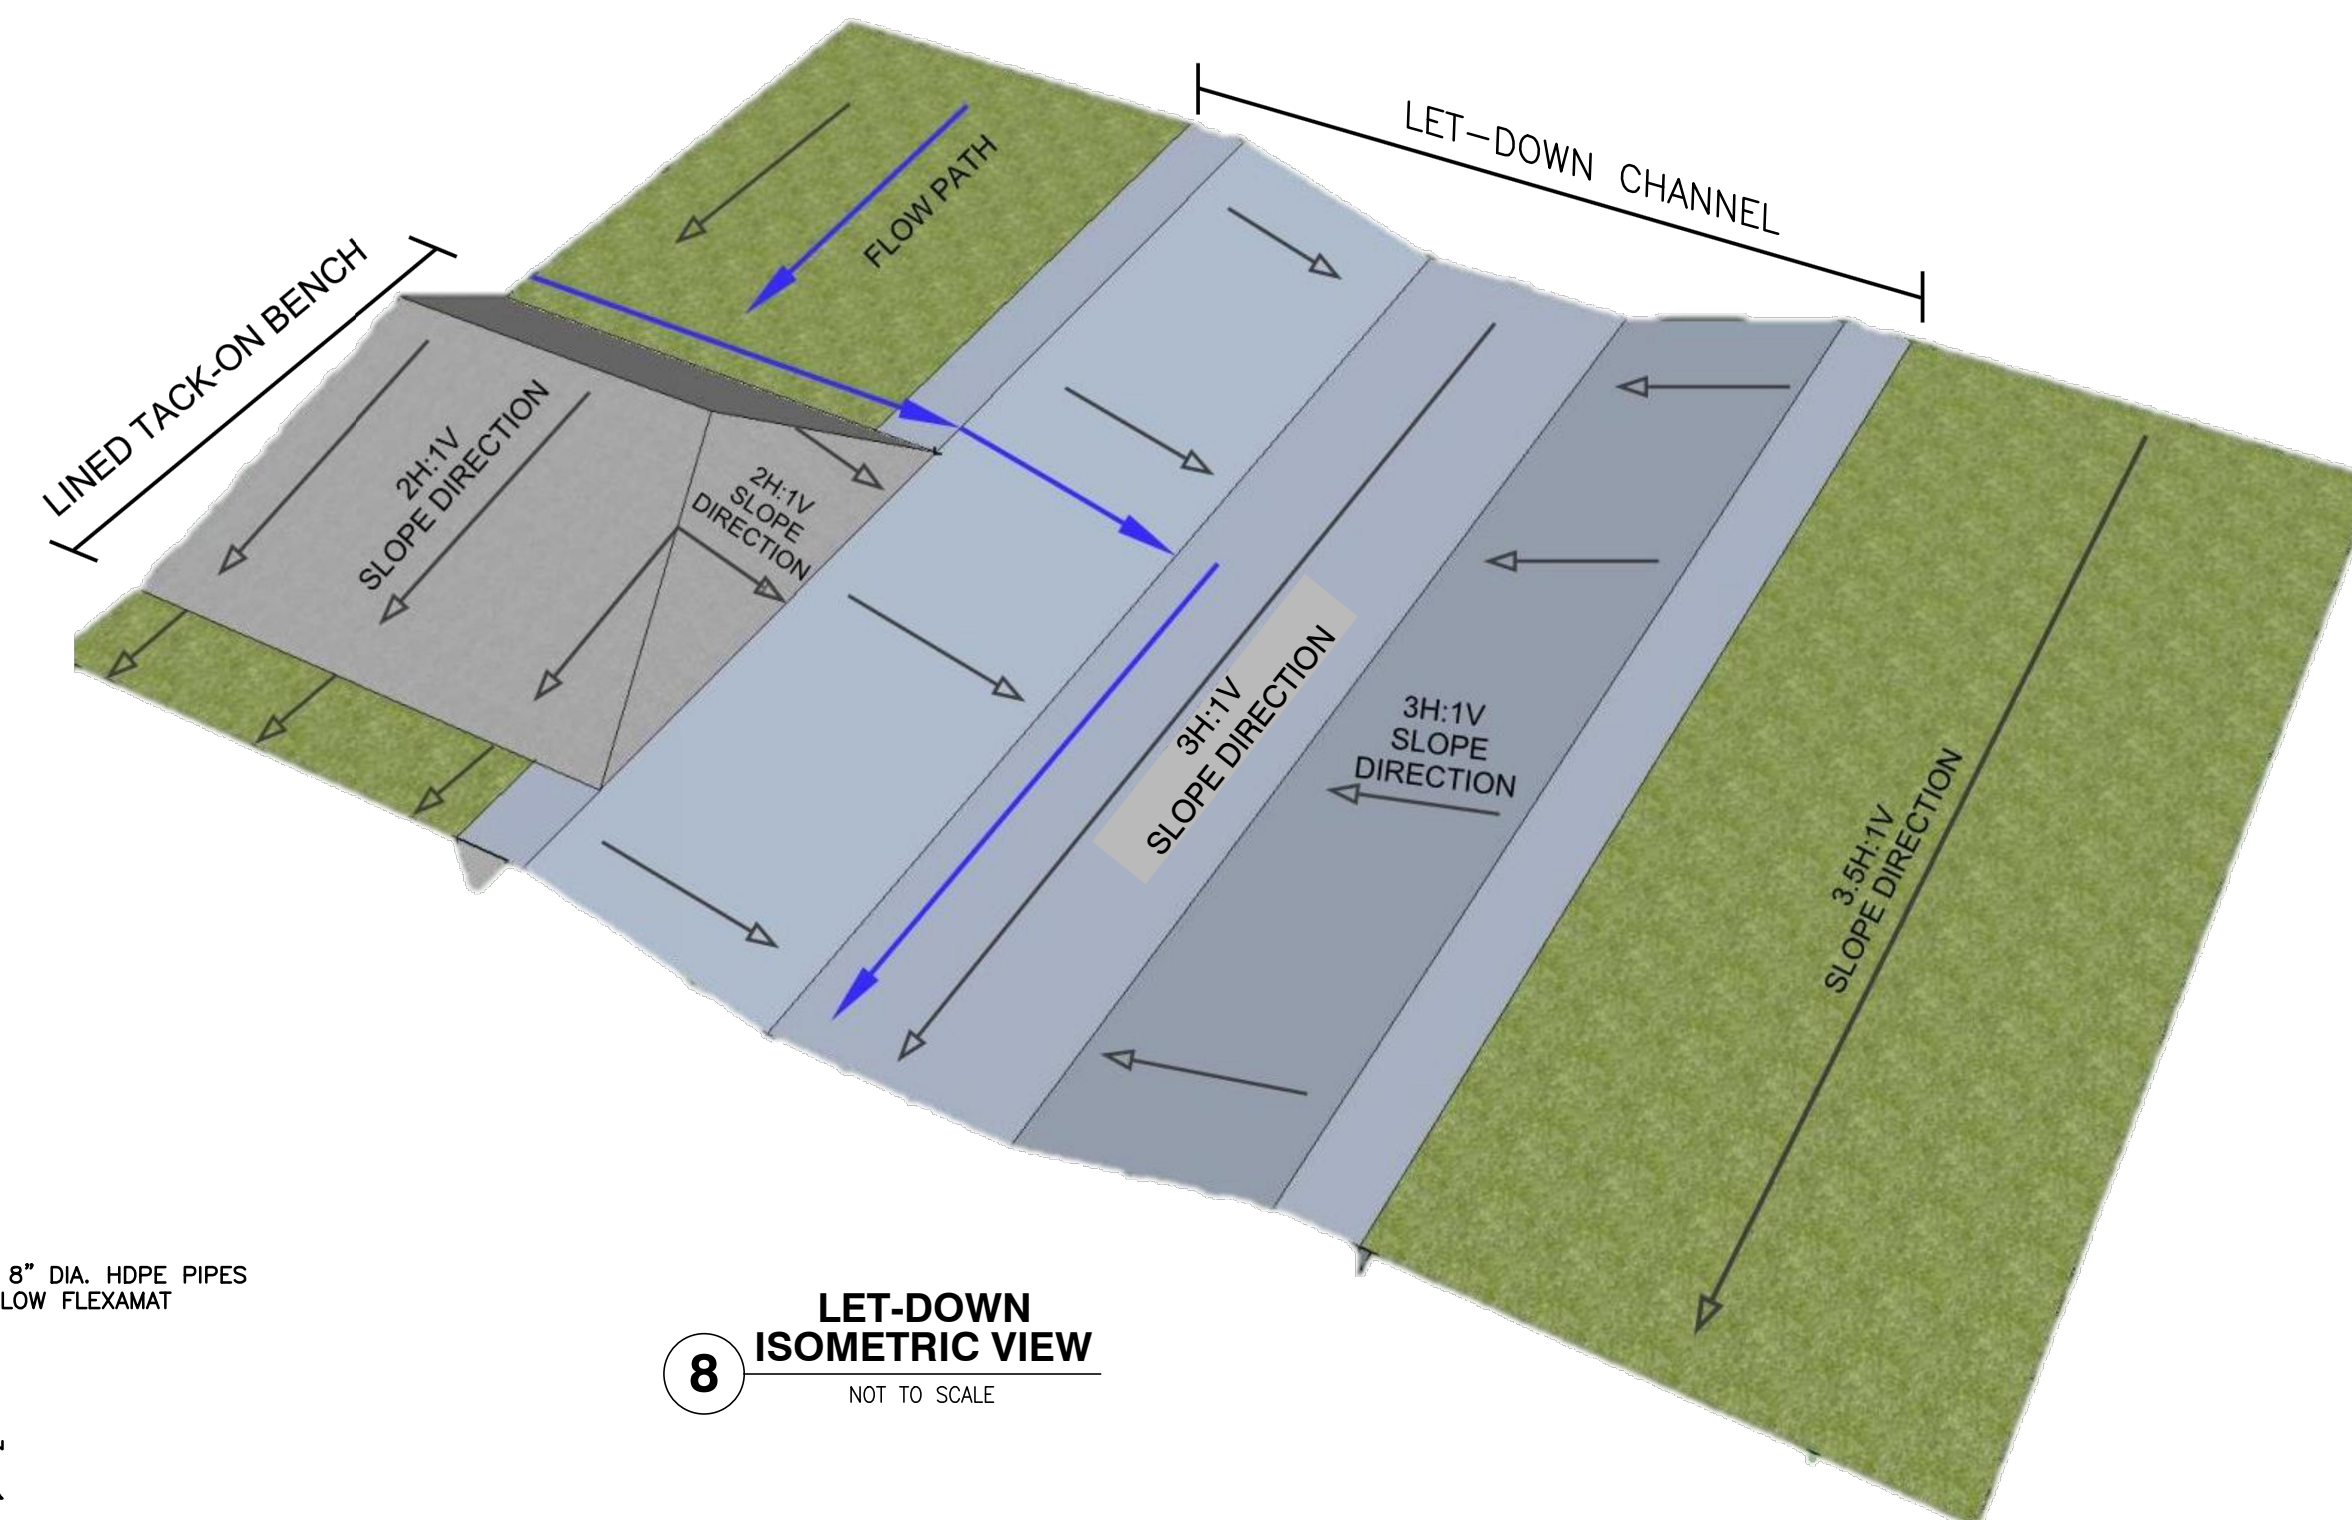 LET-DOWN CHANNEL
FLOW PATH
LINED TACK-ON BENCH
2H:1V
SLOPE DIRECTION
2H:1V
SLOPE
DIRECTION
3H:1V
SLOPE DIRECTION
3H:1V
SLOPE
DIRECTION
3.5H:1V
SLOPE DIRECTION
8" DIA. HDPE PIPES
LOW FLEXAMAT
8
LET-DOWN
ISOMETRIC VIEW
NOT TO SCALE